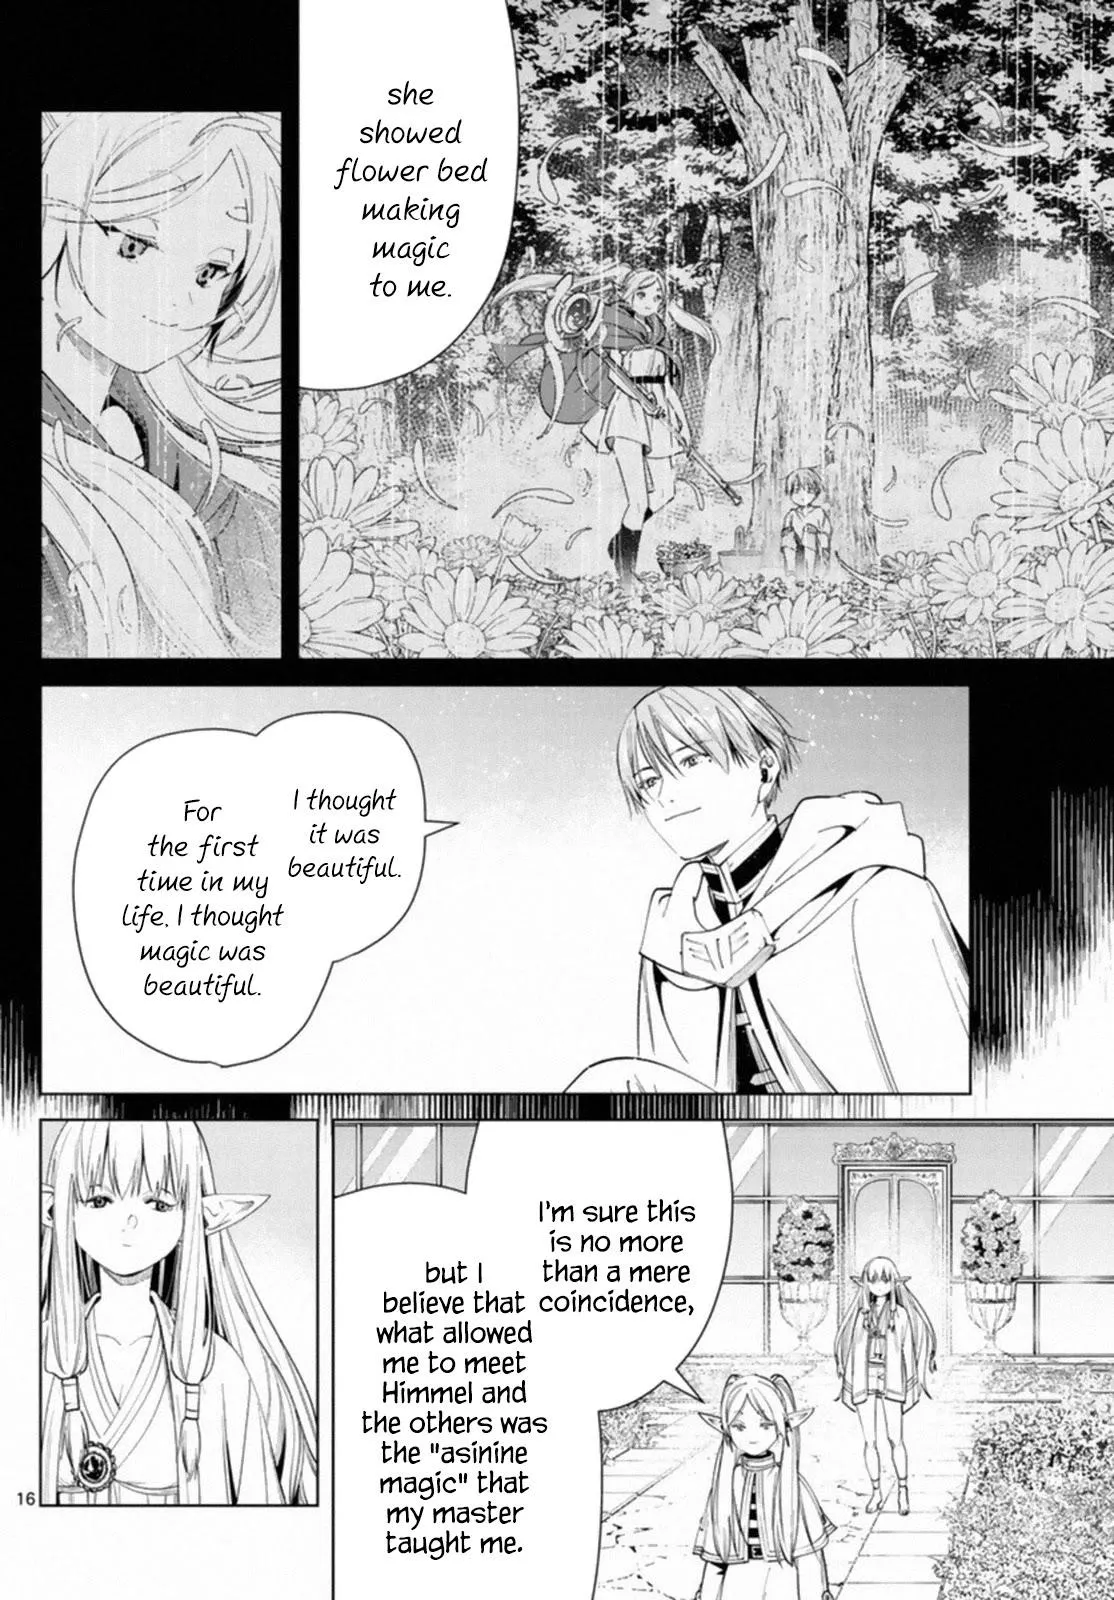 she
showed
flower bed
making
magic
to me.
I thought
it was
beautiful.
For
the first
time in my
life, I thought
magic was
beautiful.
I'm sure this
is no more
than a mere
coincidence,
but I
believe that
what allowed
me to meet
Himmel and
the others was
the "asinine
magic" that
my master
taught me.
16